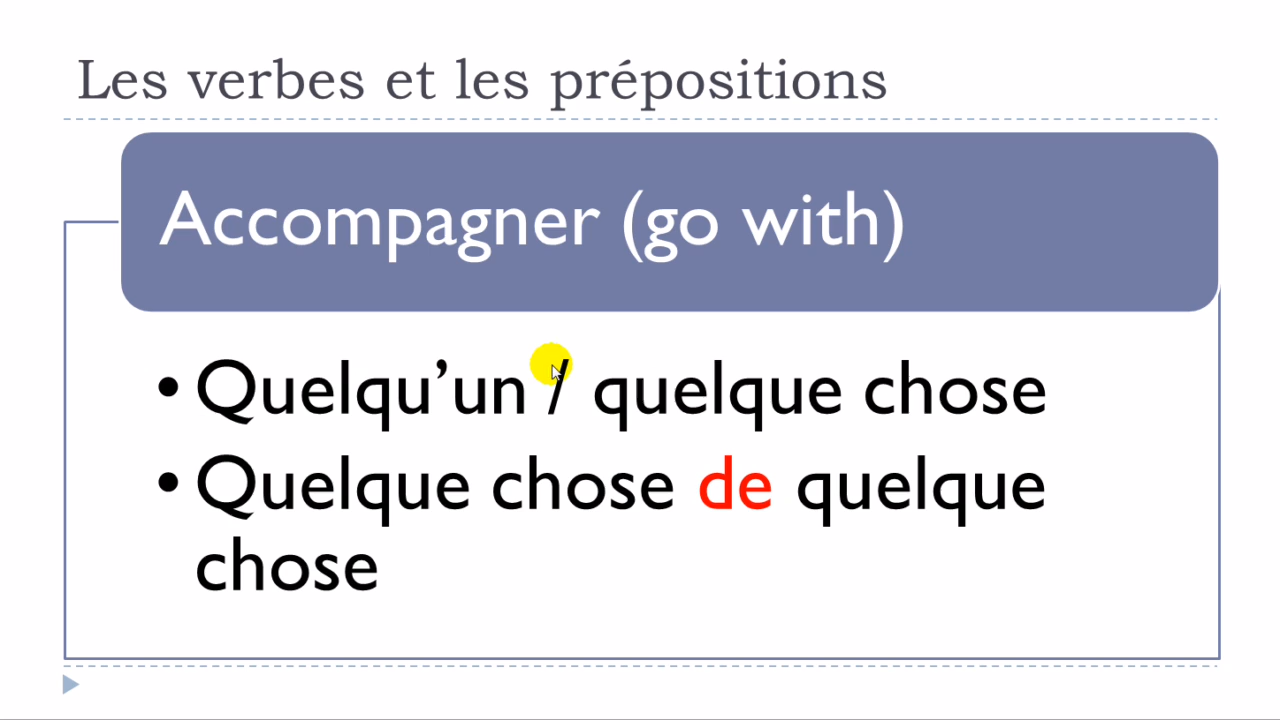 Les verbes et les prépositions
Accompagner (go with)
• Quelqu’un / quelque chose
• Quelque chose de quelque
chose